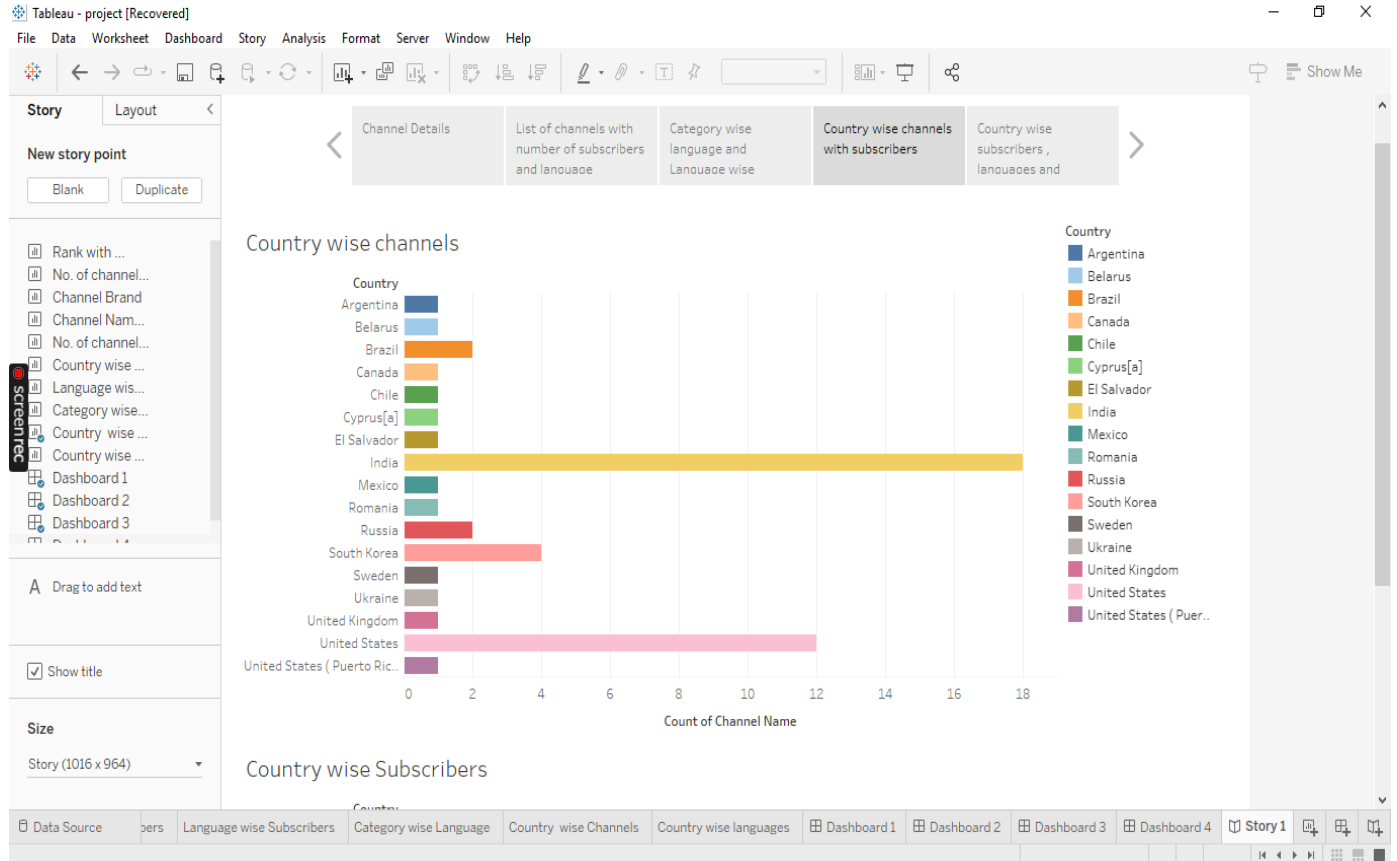 Tableau - project [Recovered]
File Data Worksheet Dashboard Story Analysis Format Server Window Help
Show Me
Story Layout
New story point
Blank Duplicate
Rank with ...
No. of channel...
Channel Brand
Channel Nam...
No. of channel...
Country wise ...
Language wis...
Category wise...
Country wise ...
Country wise ...
Dashboard 1
Dashboard 2
Dashboard 3
screenrec
A Drag to add text
Show title
Size
Story (1016 x 964)
Channel Details
List of channels with
number of subscribers
and language
Category wise
language and
Language wise
Country wise channels
with subscribers
Country wise
subscribers ,
languages and
Country wise channels
Country
Argentina
Belarus
Brazil
Canada
Chile
Cyprus[a]
El Salvador
India
Mexico
Romania
Russia
South Korea
Sweden
Ukraine
United Kingdom
United States
United States ( Puerto Ric..
0 2 4 6 8 10 12 14 16 18
Count of Channel Name
Country
Argentina
Belarus
Brazil
Canada
Chile
Cyprus[a]
El Salvador
India
Mexico
Romania
Russia
South Korea
Sweden
Ukraine
United Kingdom
United States
United States ( Puer..
Country wise Subscribers
Country
Data Source bers Language wise Subscribers Category wise Language Country wise Channels Country wise languages Dashboard 1 Dashboard 2 Dashboard 3 Dashboard 4 Story 1